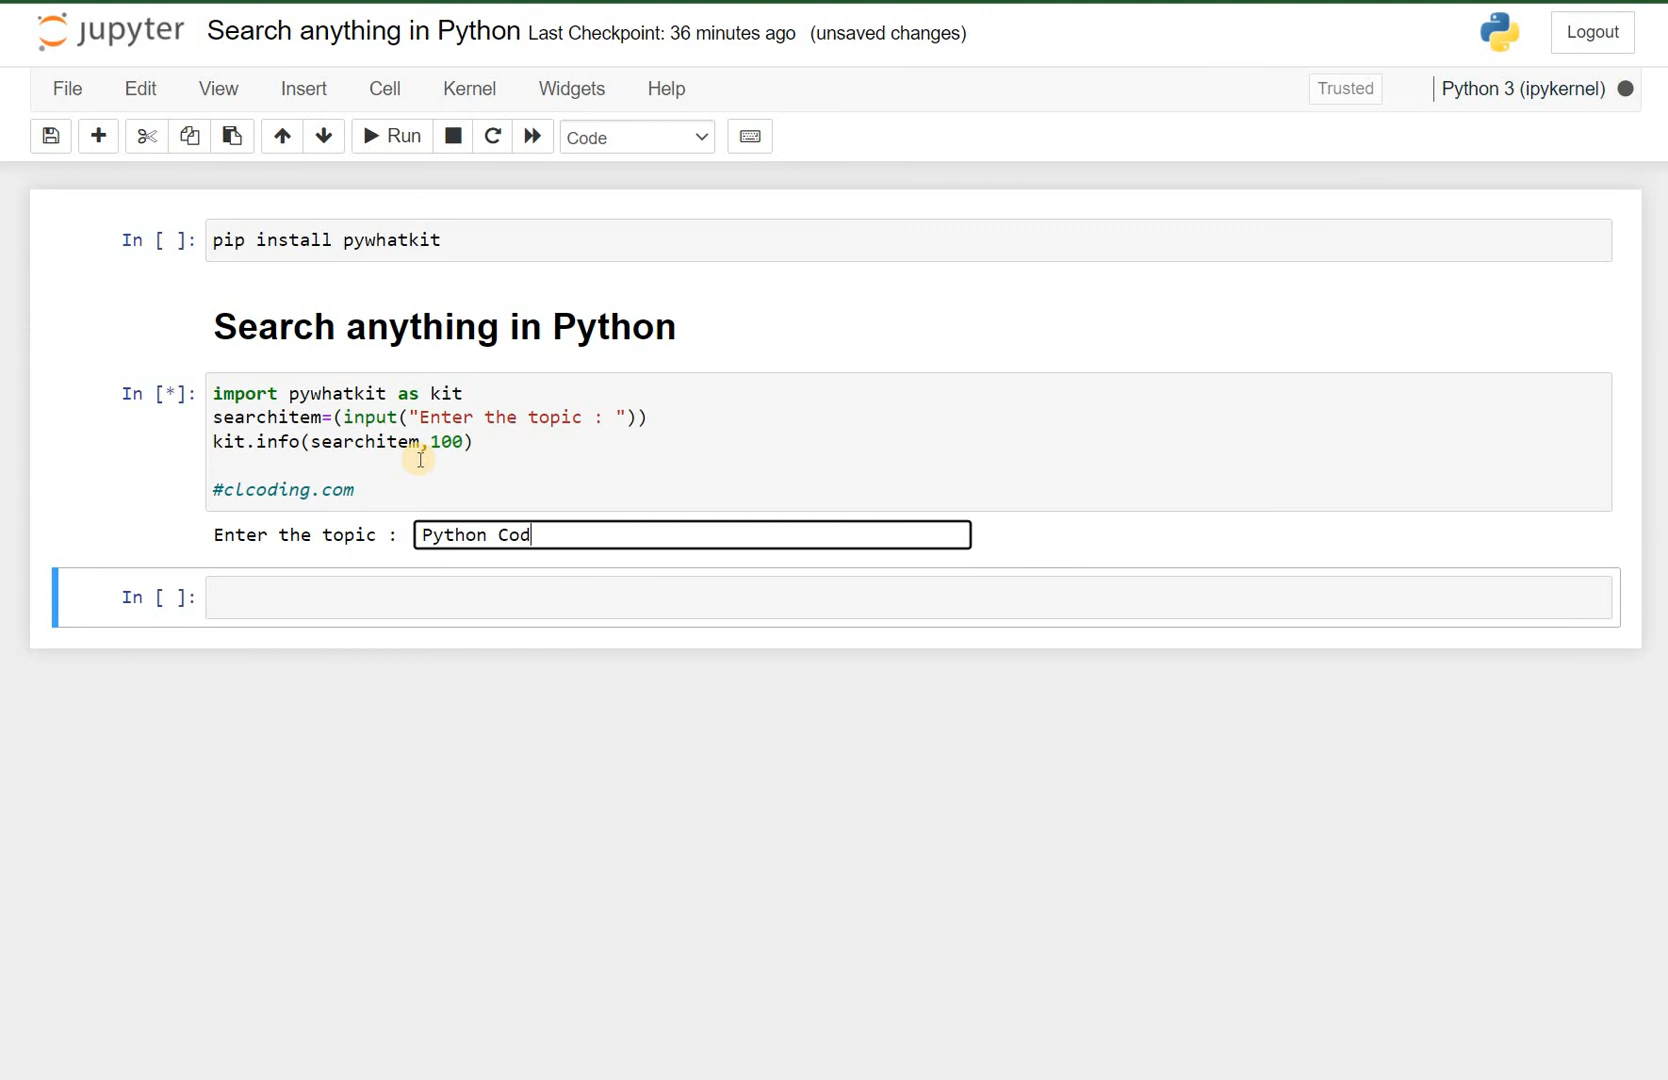 jupyter Search anything in Python Last Checkpoint: 36 minutes ago (unsaved changes) Logout
File Edit View Insert Cell Kernel Widgets Help Trusted Python 3 (ipykernel)
Run Code
In [ ]: pip install pywhatkit
Search anything in Python
In [*]: import pywhatkit as kit
searchitem=(input("Enter the topic : "))
kit.info(searchitem,100)
#clcoding.com
Enter the topic : Python Cod
In [ ]: